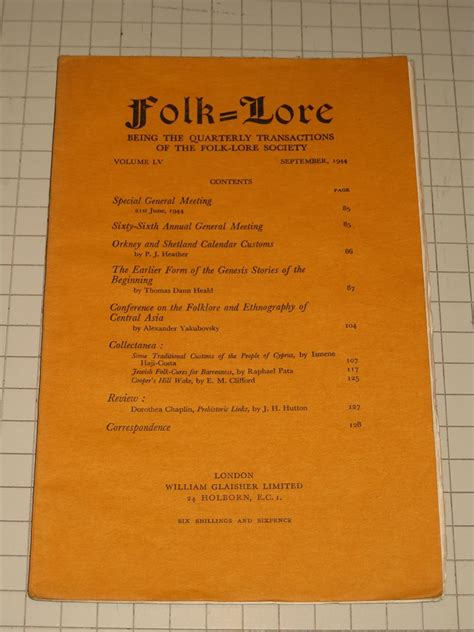 Folk=Lore
BEING THE QUARTERLY TRANSACTIONS
OF THE FOLK-LORE SOCIETY
VOLUME LV SEPTEMBER, 1944
CONTENTS
PAGE
Special General Meeting
21st June, 1944 85
Sixty-Sixth Annual General Meeting 85
Orkney and Shetland Calendar Customs
by P. J. Heather 86
The Earlier Form of the Genesis Stories of the
Beginning
by Thomas Dann Heald 87
Conference on the Folklore and Ethnography of
Central Asia
by Alexander Yakubovsky 104
Collectanea :
Some Traditional Customs of the People of Cyprus, by Ismene
Haji-Costa 107
Jewish Folk-Cures for Barrenness, by Raphael Pata 117
Cooper's Hill Wake, by E. M. Clifford 125
Review :
Dorothea Chaplin, Prehistoric Links, by J. H. Hutton 127
Correspondence 128
LONDON
WILLIAM GLAISHER LIMITED
24 HOLBORN, E.C.1.
SIX SHILLINGS AND SIXPENCE